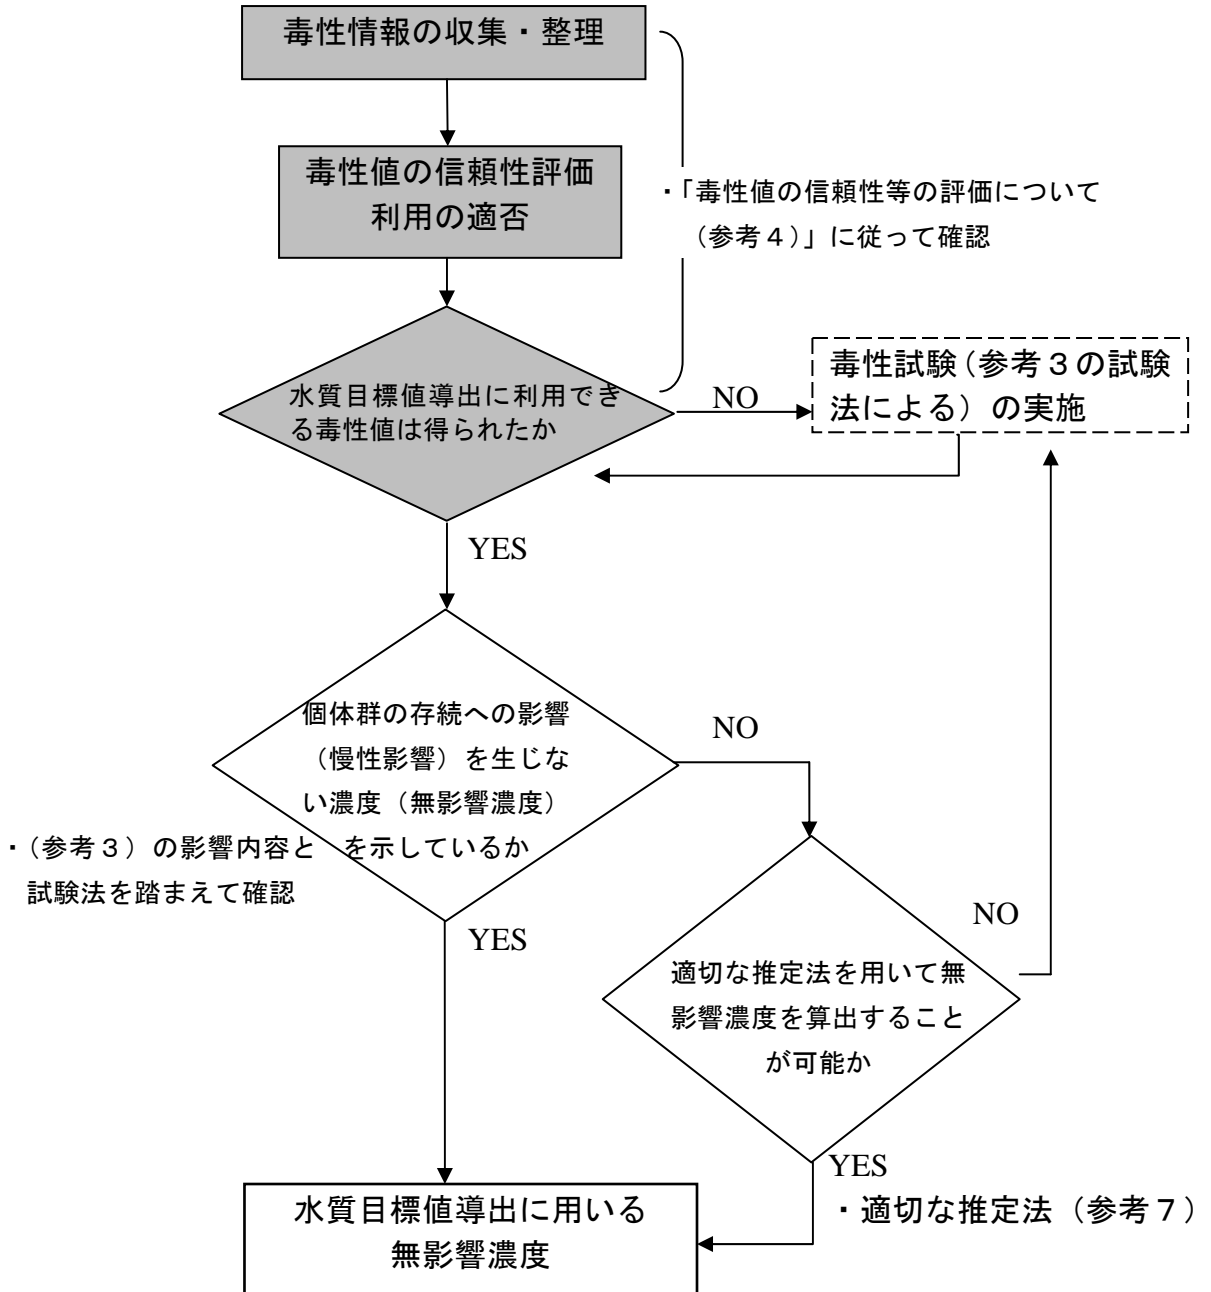 毒性情報の収集・整理
毒性値の信頼性評価
利用の適否
・「毒性値の信頼性等の評価について
（参考４）」に従って確認
水質目標値導出に利用でき
る毒性値は得られたか
NO
毒性試験（参考３の試験
法による）の実施
YES
個体群の存続への影響
（慢性影響）を生じな
い濃度（無影響濃度）
を示しているか
NO
・（参考３）の影響内容と
試験法を踏まえて確認
YES
適切な推定法を用いて無
影響濃度を算出すること
が可能か
NO
YES
・適切な推定法（参考７）
水質目標値導出に用いる
無影響濃度